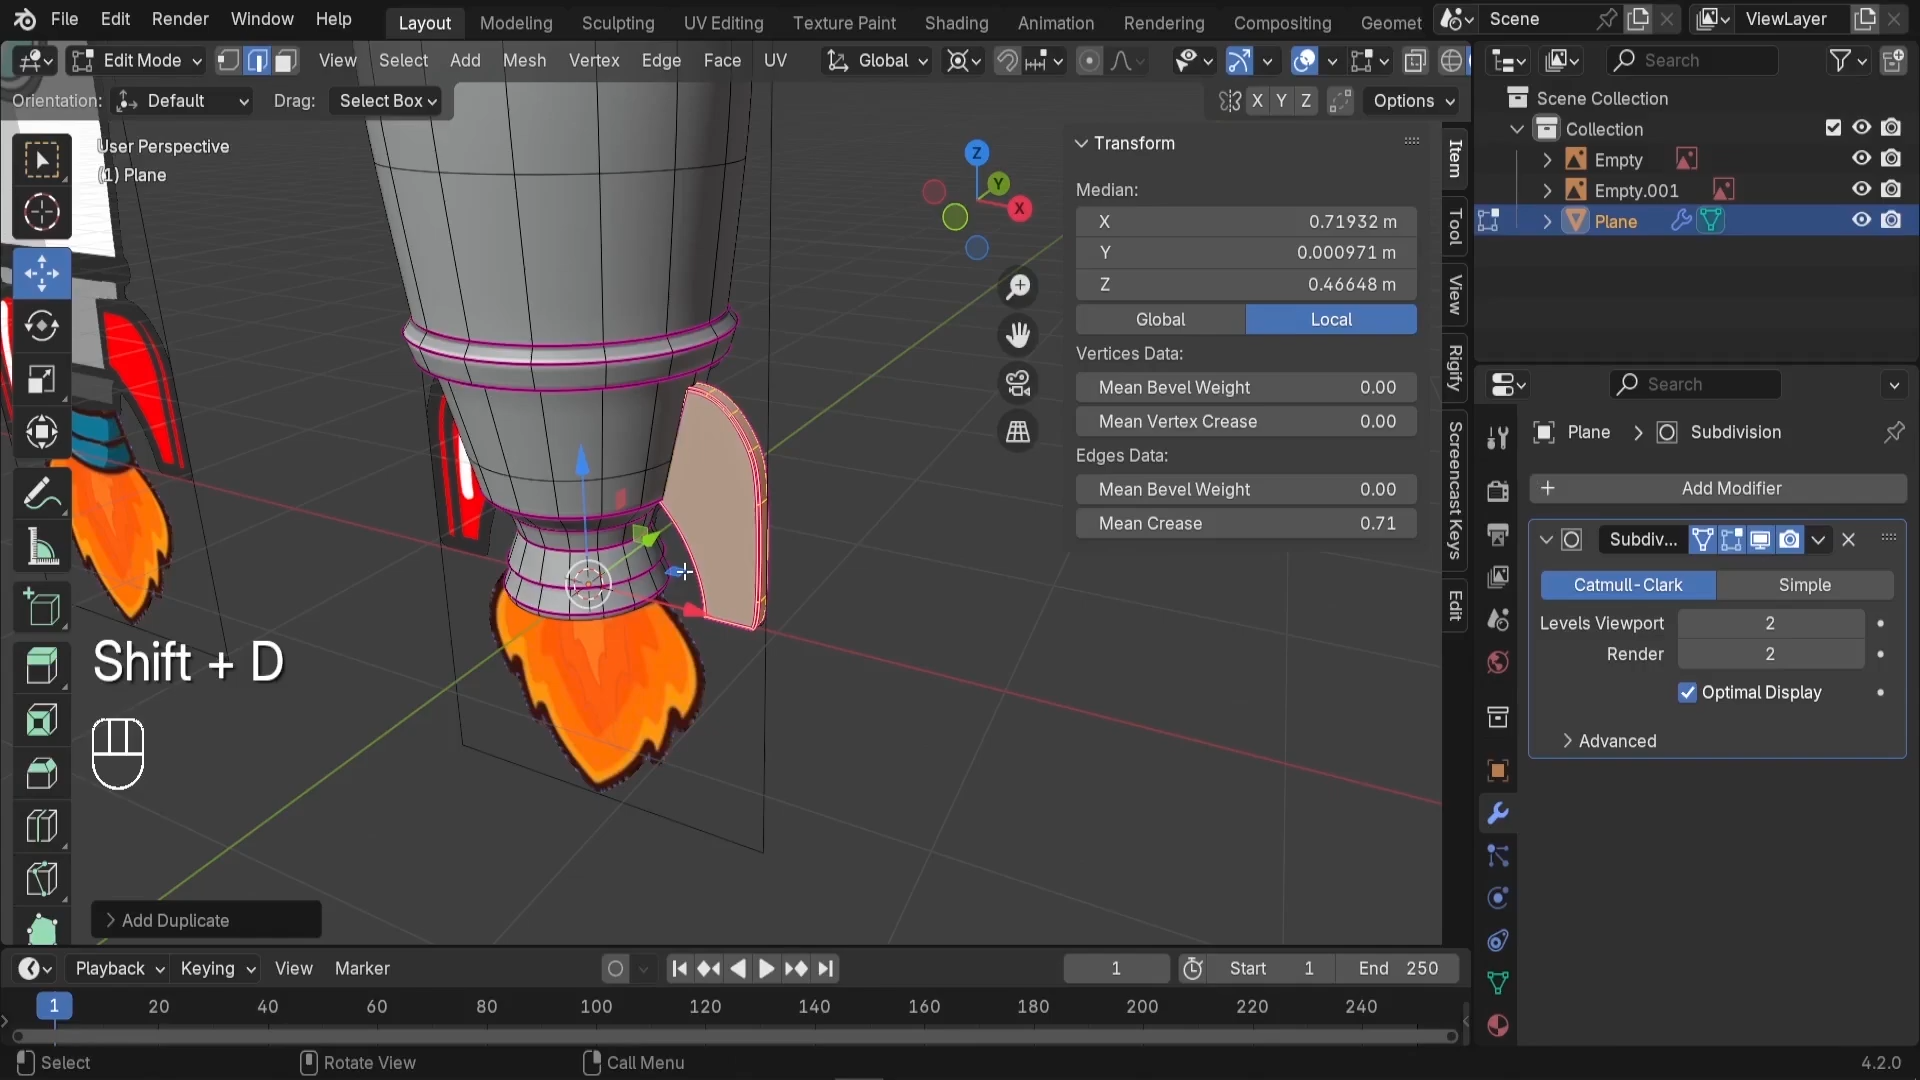 File Edit Render Window Help Layout Modeling Sculpting UV Editing Texture Paint Shading Animation Rendering Compositing Geomet Scene ViewLayer
Edit Mode View Select Add Mesh Vertex Edge Face UV Global Search
Orientation: Default Drag: Select Box X Y Z Options
User Perspective
(1) Plane
Z
Y
X
Transform
Median:
X 0.71932 m
Y 0.000971 m
Z 0.46648 m
Global Local
Vertices Data:
Mean Bevel Weight 0.00
Mean Vertex Crease 0.00
Edges Data:
Mean Bevel Weight 0.00
Mean Crease 0.71
Item
Tool
View
Rigify
Screencast Keys
Edit
Scene Collection
Collection
Empty
Empty.001
Plane
Search
Plane Subdivision
Add Modifier
Subdiv...
Catmull-Clark Simple
Levels Viewport 2
Render 2
Optimal Display
Advanced
Shift + D
Add Duplicate
Playback Keying View Marker 1 Start 1 End 250
1 20 40 60 80 100 120 140 160 180 200 220 240
Select Rotate View Call Menu 4.2.0